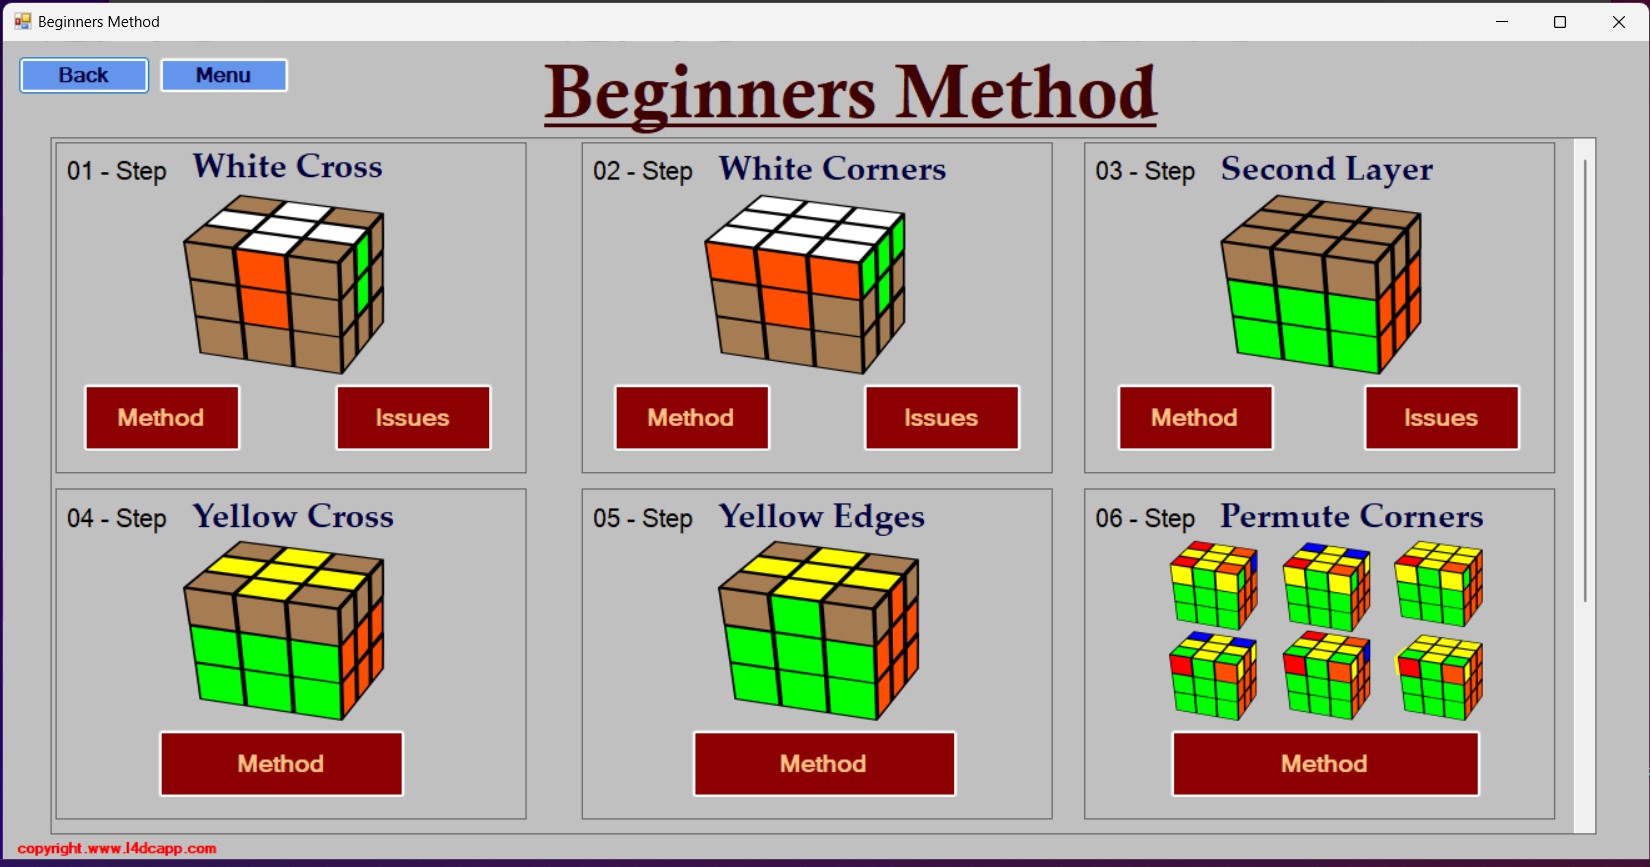 Beginners Method
Back
Menu
Beginners Method
01 - Step White Cross
Method
Issues
02 - Step White Corners
Method
Issues
03 - Step Second Layer
Method
Issues
04 - Step Yellow Cross
Method
05 - Step Yellow Edges
Method
06 - Step Permute Corners
Method
copyright.www.l4dcapp.com